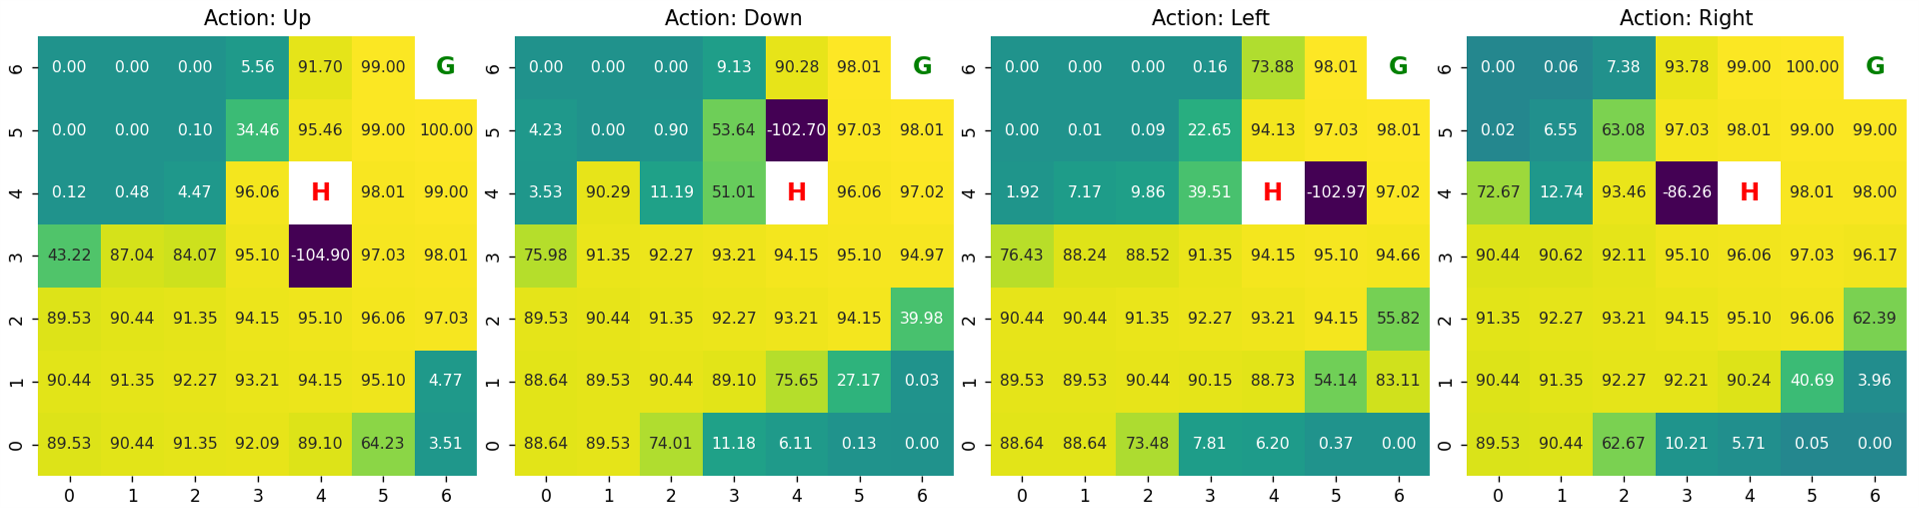 Action: Up
Action: Down
Action: Left
Action: Right
6 0.00 0.00 0.00 5.56 91.70 99.00 G
5 0.00 0.00 0.10 34.46 95.46 99.00 100.00
4 0.12 0.48 4.47 96.06 H 98.01 99.00
3 43.22 87.04 84.07 95.10 -104.90 97.03 98.01
2 89.53 90.44 91.35 94.15 95.10 96.06 97.03
1 90.44 91.35 92.27 93.21 94.15 95.10 4.77
0 89.53 90.44 91.35 92.09 89.10 64.23 3.51
0 1 2 3 4 5 6
6 0.00 0.00 0.00 9.13 90.28 98.01 G
5 4.23 0.00 0.90 53.64 -102.70 97.03 98.01
4 3.53 90.29 11.19 51.01 H 96.06 97.02
3 75.98 91.35 92.27 93.21 94.15 95.10 94.97
2 89.53 90.44 91.35 92.27 93.21 94.15 39.98
1 88.64 89.53 90.44 89.10 75.65 27.17 0.03
0 88.64 89.53 74.01 11.18 6.11 0.13 0.00
0 1 2 3 4 5 6
6 0.00 0.00 0.00 0.16 73.88 98.01 G
5 0.00 0.01 0.09 22.65 94.13 97.03 98.01
4 1.92 7.17 9.86 39.51 H -102.97 97.02
3 76.43 88.24 88.52 91.35 94.15 95.10 94.66
2 90.44 90.44 91.35 92.27 93.21 94.15 55.82
1 89.53 89.53 90.44 90.15 88.73 54.14 83.11
0 88.64 88.64 73.48 7.81 6.20 0.37 0.00
0 1 2 3 4 5 6
6 0.00 0.06 7.38 93.78 99.00 100.00 G
5 0.02 6.55 63.08 97.03 98.01 99.00 99.00
4 72.67 12.74 93.46 -86.26 H 98.01 98.00
3 90.44 90.62 92.11 95.10 96.06 97.03 96.17
2 91.35 92.27 93.21 94.15 95.10 96.06 62.39
1 90.44 91.35 92.27 92.21 90.24 40.69 3.96
0 89.53 90.44 62.67 10.21 5.71 0.05 0.00
0 1 2 3 4 5 6